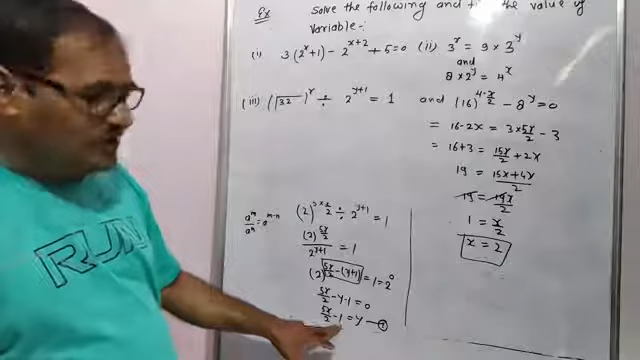 Ex Solve the following and the value of
variable :-
(i) 3(2^x+1) - 2^{x+2} + 5 = 0 (ii) 3^x = 9 × 3^y
and
8 × 2^y = 4^x
(iii) (√32)^x ÷ 2^{y+1} = 1 and (16)^{4-x/2} - 8^y = 0
a^m/a^n = a^{m-n}
(2)^{5×x/2} ÷ 2^{y+1} = 1
(2)^{5x/2}/2^{y+1} = 1
(2)^{5x/2-(y+1)} = 1 = 2^0
5x/2 - y - 1 = 0
5x/2 - 1 = y — ①
= 16 - 2x = 3 × 5x/2 - 3
= 16 + 3 = 15x/2 + 2x
19 = (15x + 4x)/2
19 = 19x/2
1 = x/2
x = 2
RUN